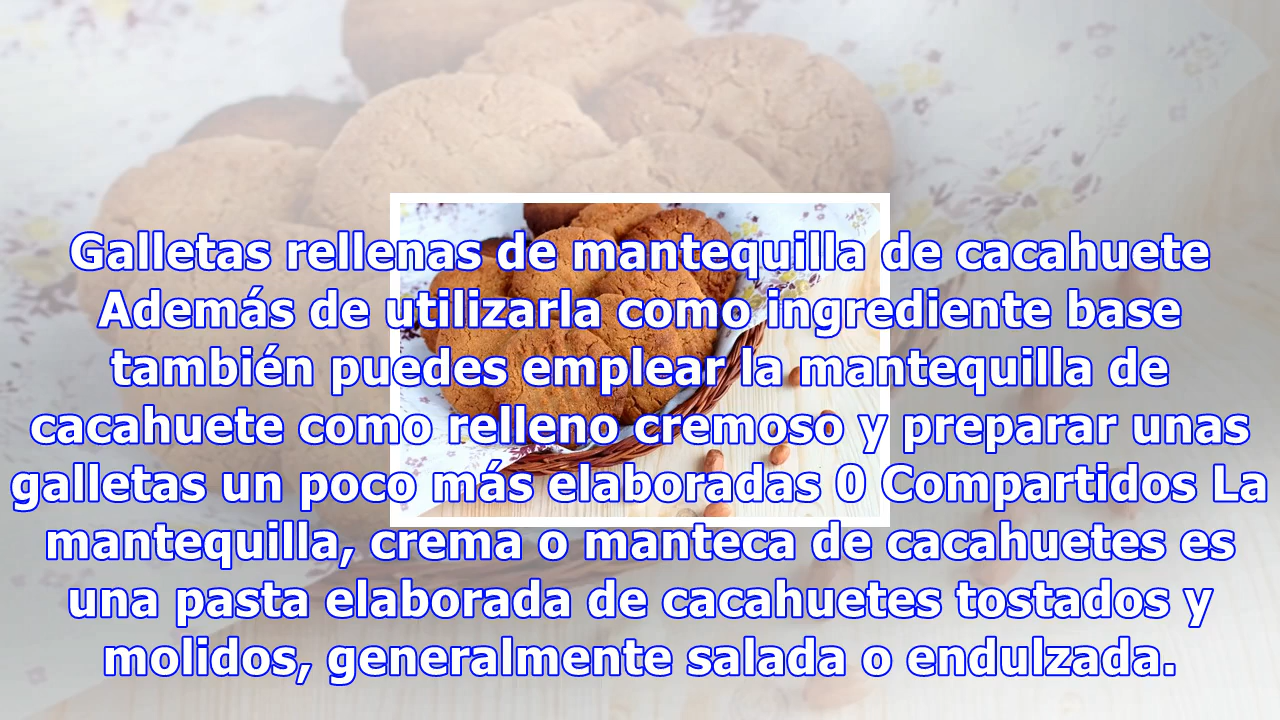 Galletas rellenas de mantequilla de cacahuete
Además de utilizarla como ingrediente base
también puedes emplear la mantequilla de
cacahuete como relleno cremoso y preparar unas
galletas un poco más elaboradas 0 Compartidos La
mantequilla, crema o manteca de cacahuetes es
una pasta elaborada de cacahuetes tostados y
molidos, generalmente salada o endulzada.